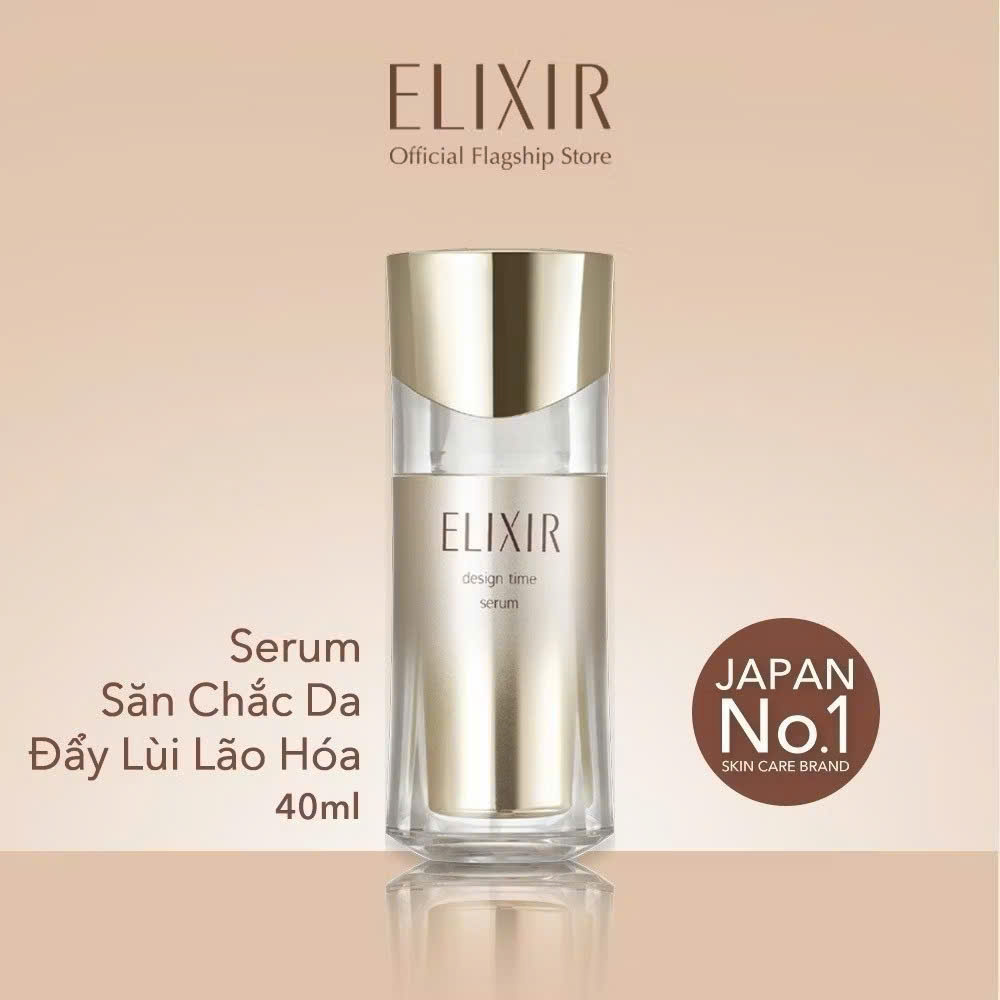 ELIXIR
Official Flagship Store
ELIXIR
design time
serum
Serum
Săn Chắc Da
Đẩy Lùi Lão Hóa
40ml
JAPAN
No.1
SKIN CARE BRAND